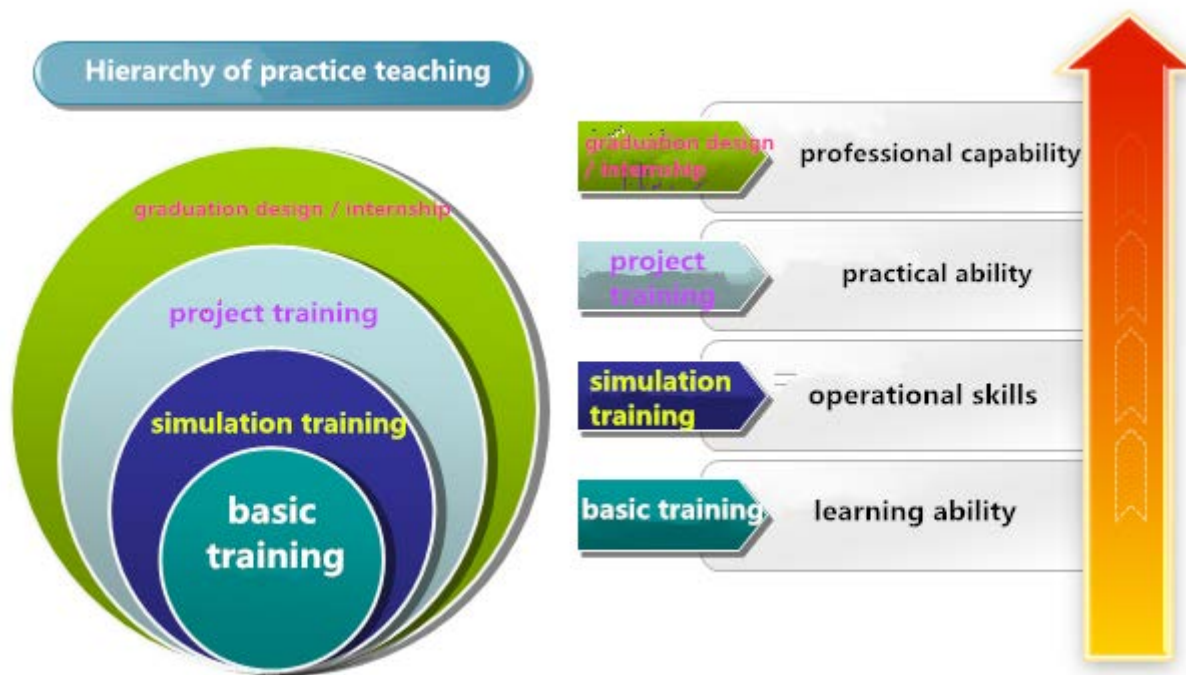 Hierarchy of practice teaching
graduation design / internship
project training
simulation training
basic
training
graduation design
/ internship
professional capability
project
training
practical ability
simulation
training
operational skills
basic training
learning ability